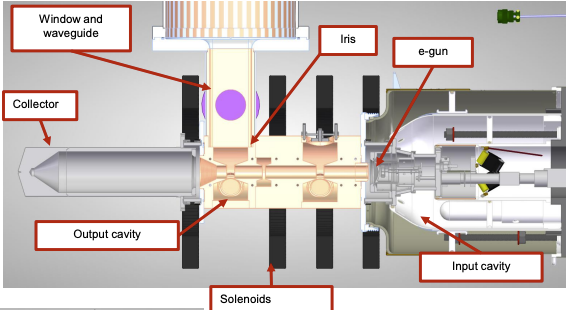 Window and
waveguide
Iris
e-gun
Collector
Output cavity
Input cavity
Solenoids